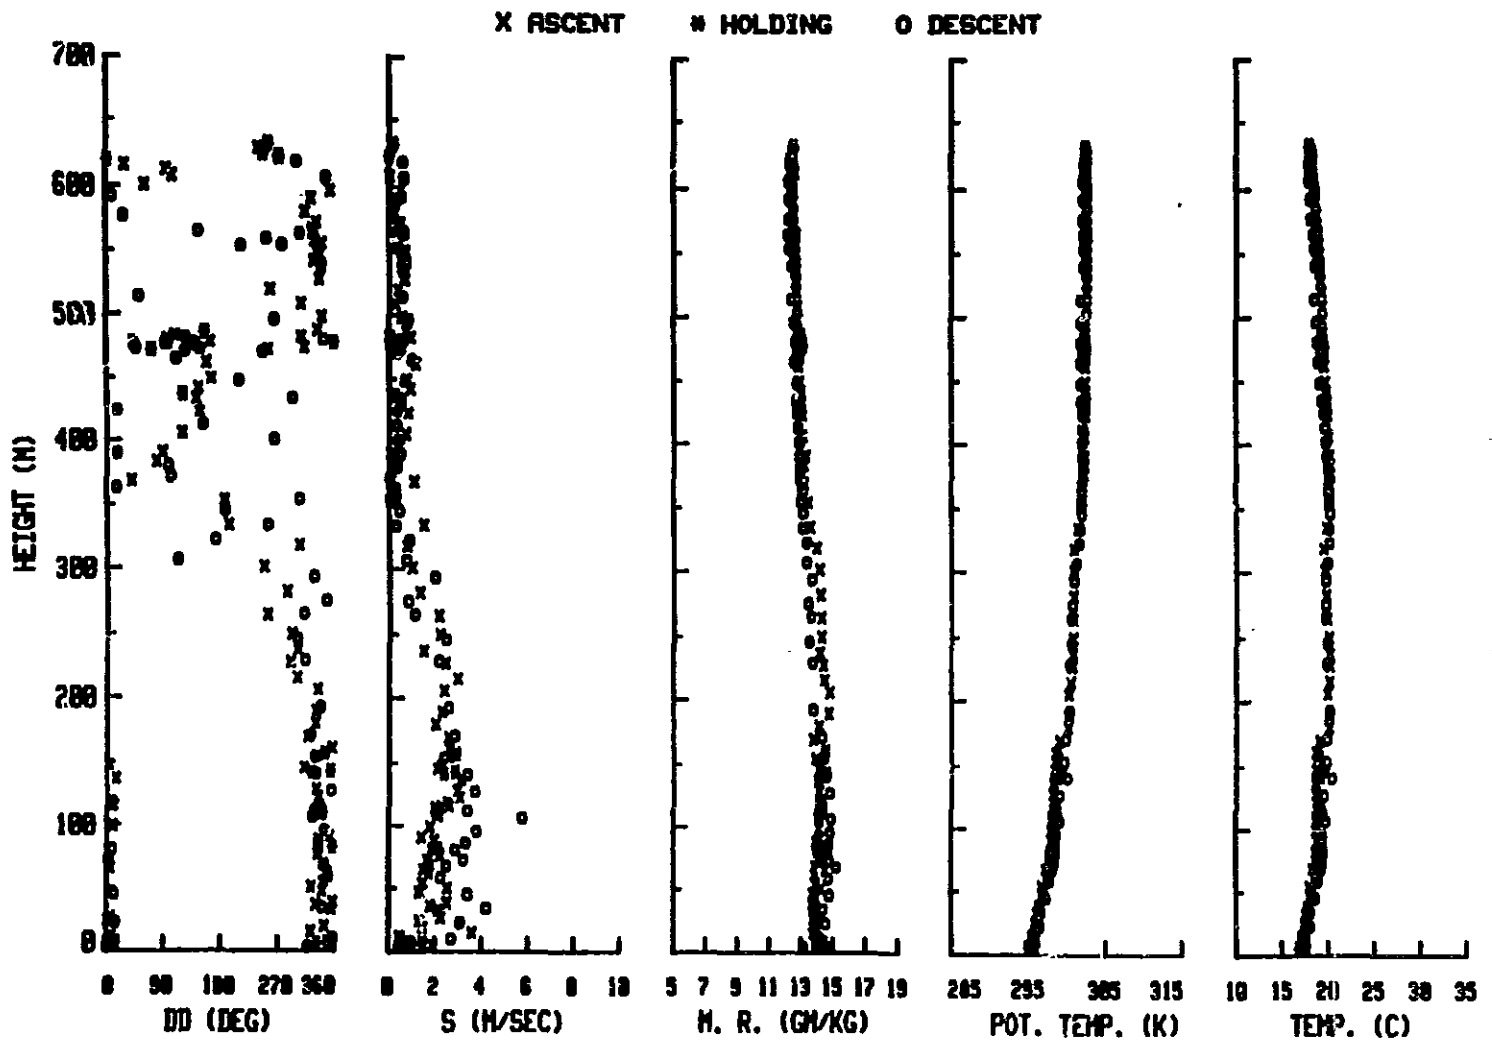 X ASCENT * HOLDING O DESCENT
700
600
500
400
300
200
100
0
HEIGHT (M)
0 90 180 270 360
DD (DEG)
0 2 4 6 8 10
S (M/SEC)
5 7 9 11 13 15 17 19
M. R. (GM/KG)
285 295 305 315
POT. TEMP. (K)
10 15 20 25 30 35
TEMP. (C)